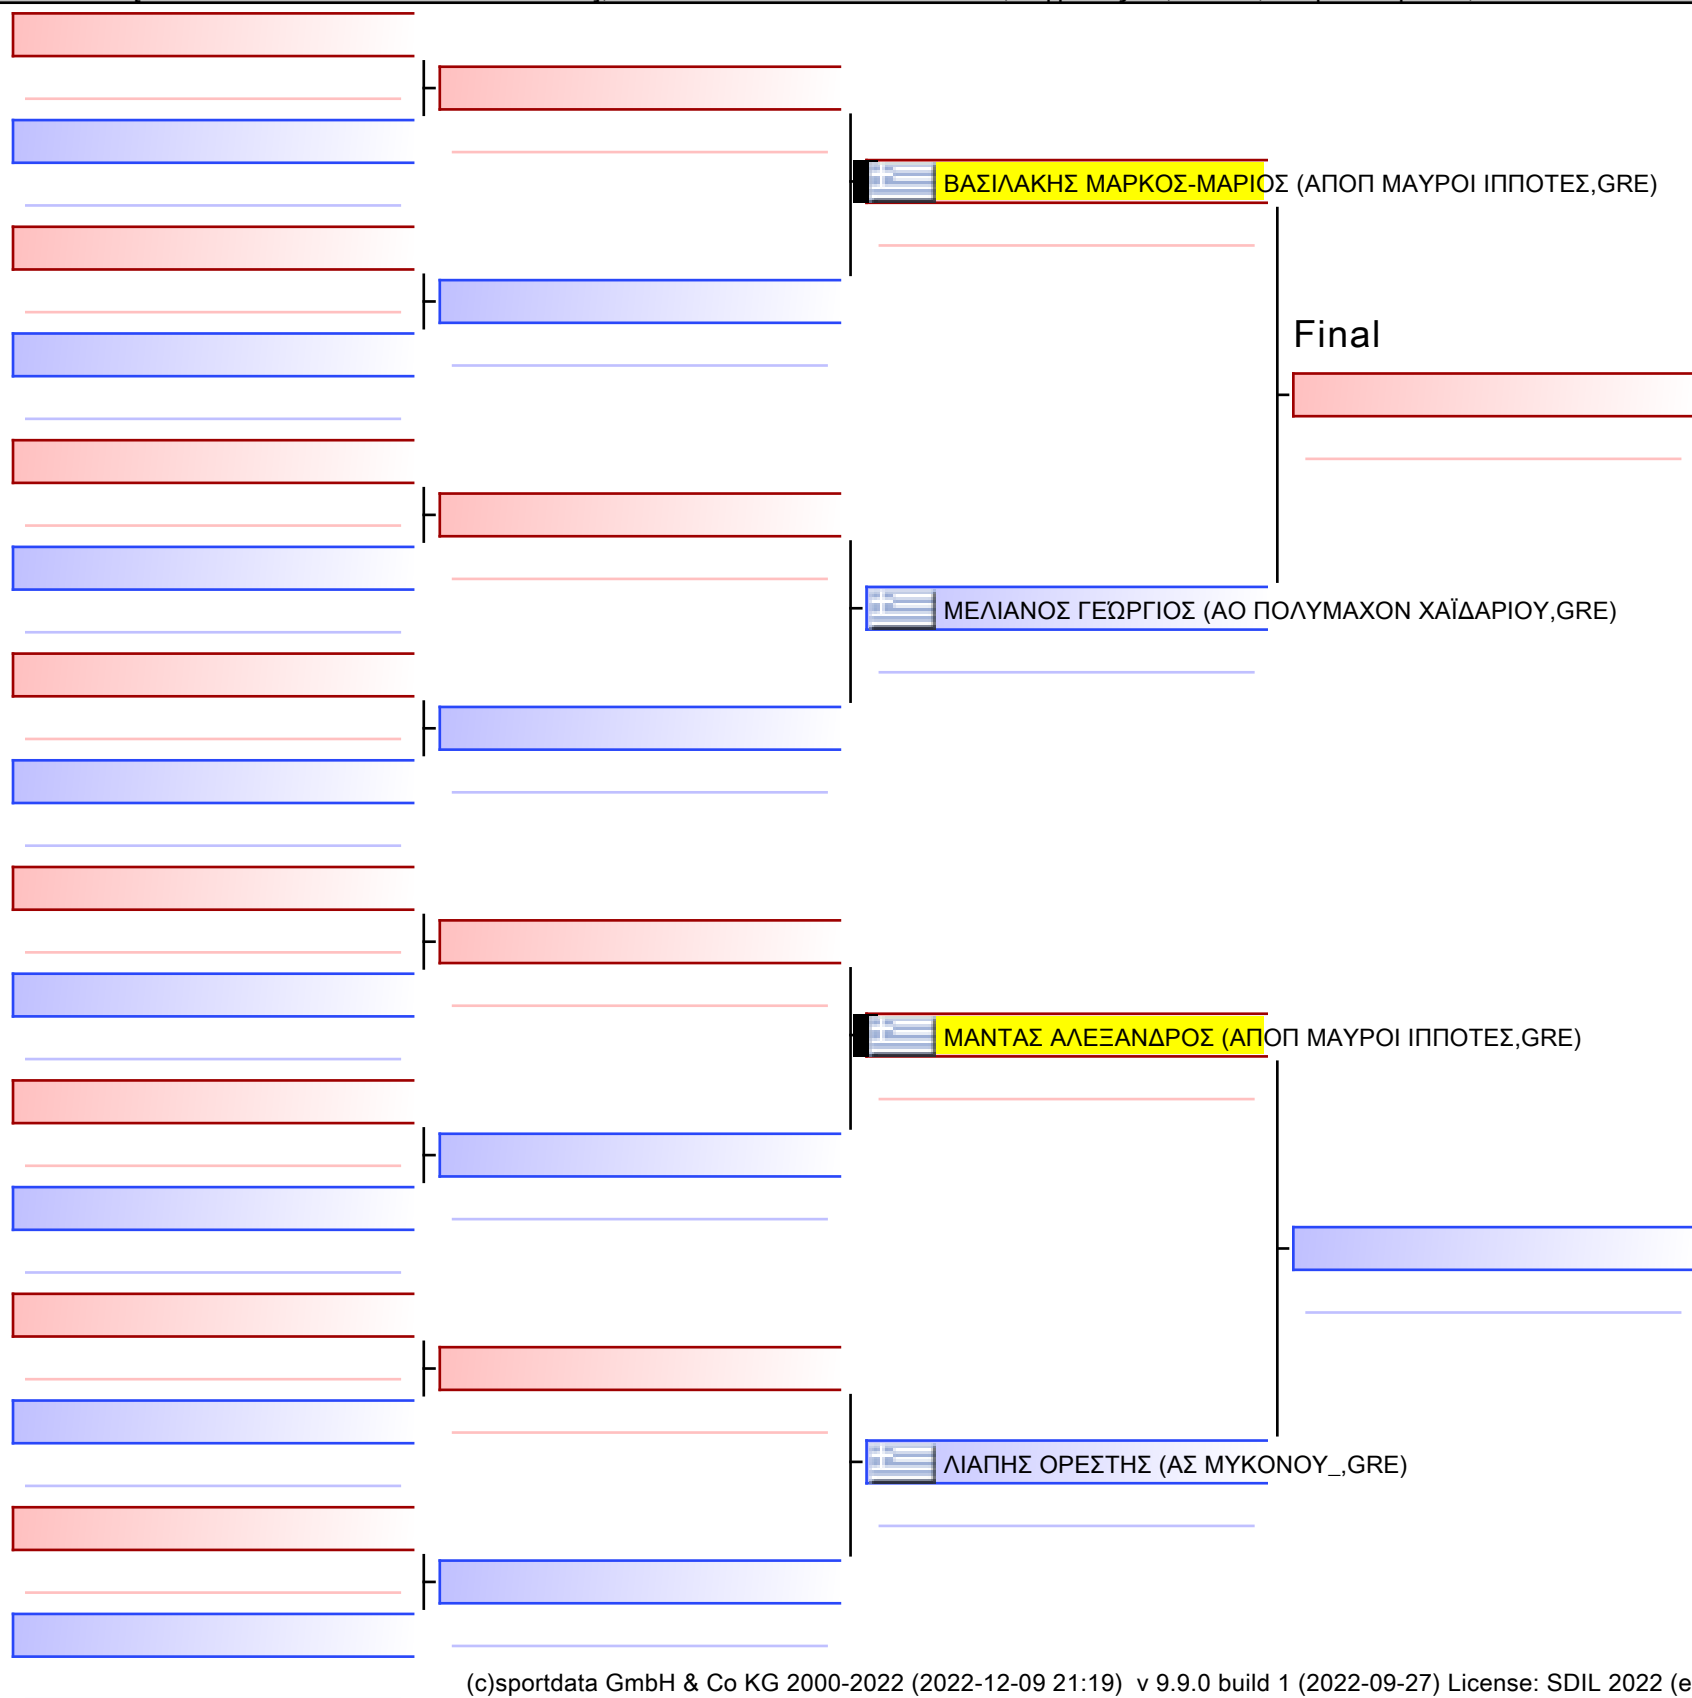 ΒΑΣΙΛΑΚΗΣ ΜΑΡΚΟΣ-ΜΑΡΙΟΣ (ΑΠΟΠ ΜΑΥΡΟΙ ΙΠΠΟΤΕΣ,GRE)
Final
ΜΕΛΙΑΝΟΣ ΓΕΏΡΓΙΟΣ (ΑΟ ΠΟΛΥΜΑΧΟΝ ΧΑΪΔΑΡΙΟΥ,GRE)
ΜΑΝΤΑΣ ΑΛΕΞΑΝΔΡΟΣ (ΑΠΟΠ ΜΑΥΡΟΙ ΙΠΠΟΤΕΣ,GRE)
ΛΙΑΠΗΣ ΟΡΕΣΤΗΣ (ΑΣ ΜΥΚΟΝΟΥ_,GRE)
(c)sportdata GmbH & Co KG 2000-2022 (2022-12-09 21:19) v 9.9.0 build 1 (2022-09-27) License: SDIL 2022 (e